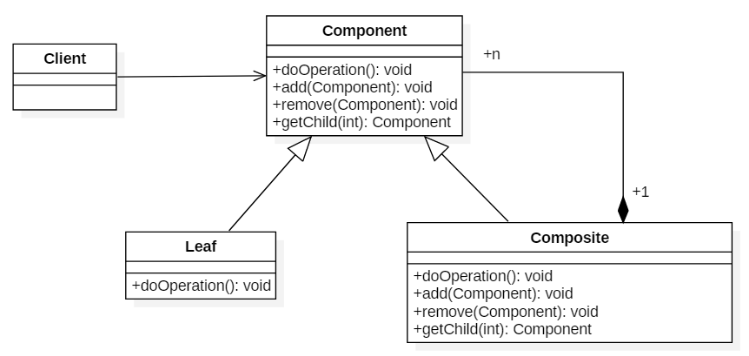 Component
Client
+n
+doOperation(): void
+add(Component): void
+remove(Component): void
+getChild(int): Component
+1
Leaf
+doOperation(): void
Composite
+doOperation(): void
+add(Component): void
+remove(Component): void
+getChild(int): Component